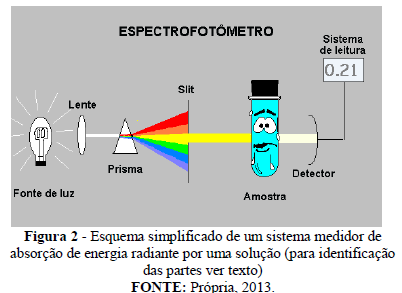 ESPECTROFOTÔMETRO
Sistema
de leitura
0.21
Slit
Lente
Prisma
Fonte de luz
Detector
Amostra
Figura 2 - Esquema simplificado de um sistema medidor de
absorção de energia radiante por uma solução (para identificação
das partes ver texto)
FONTE: Própria, 2013.